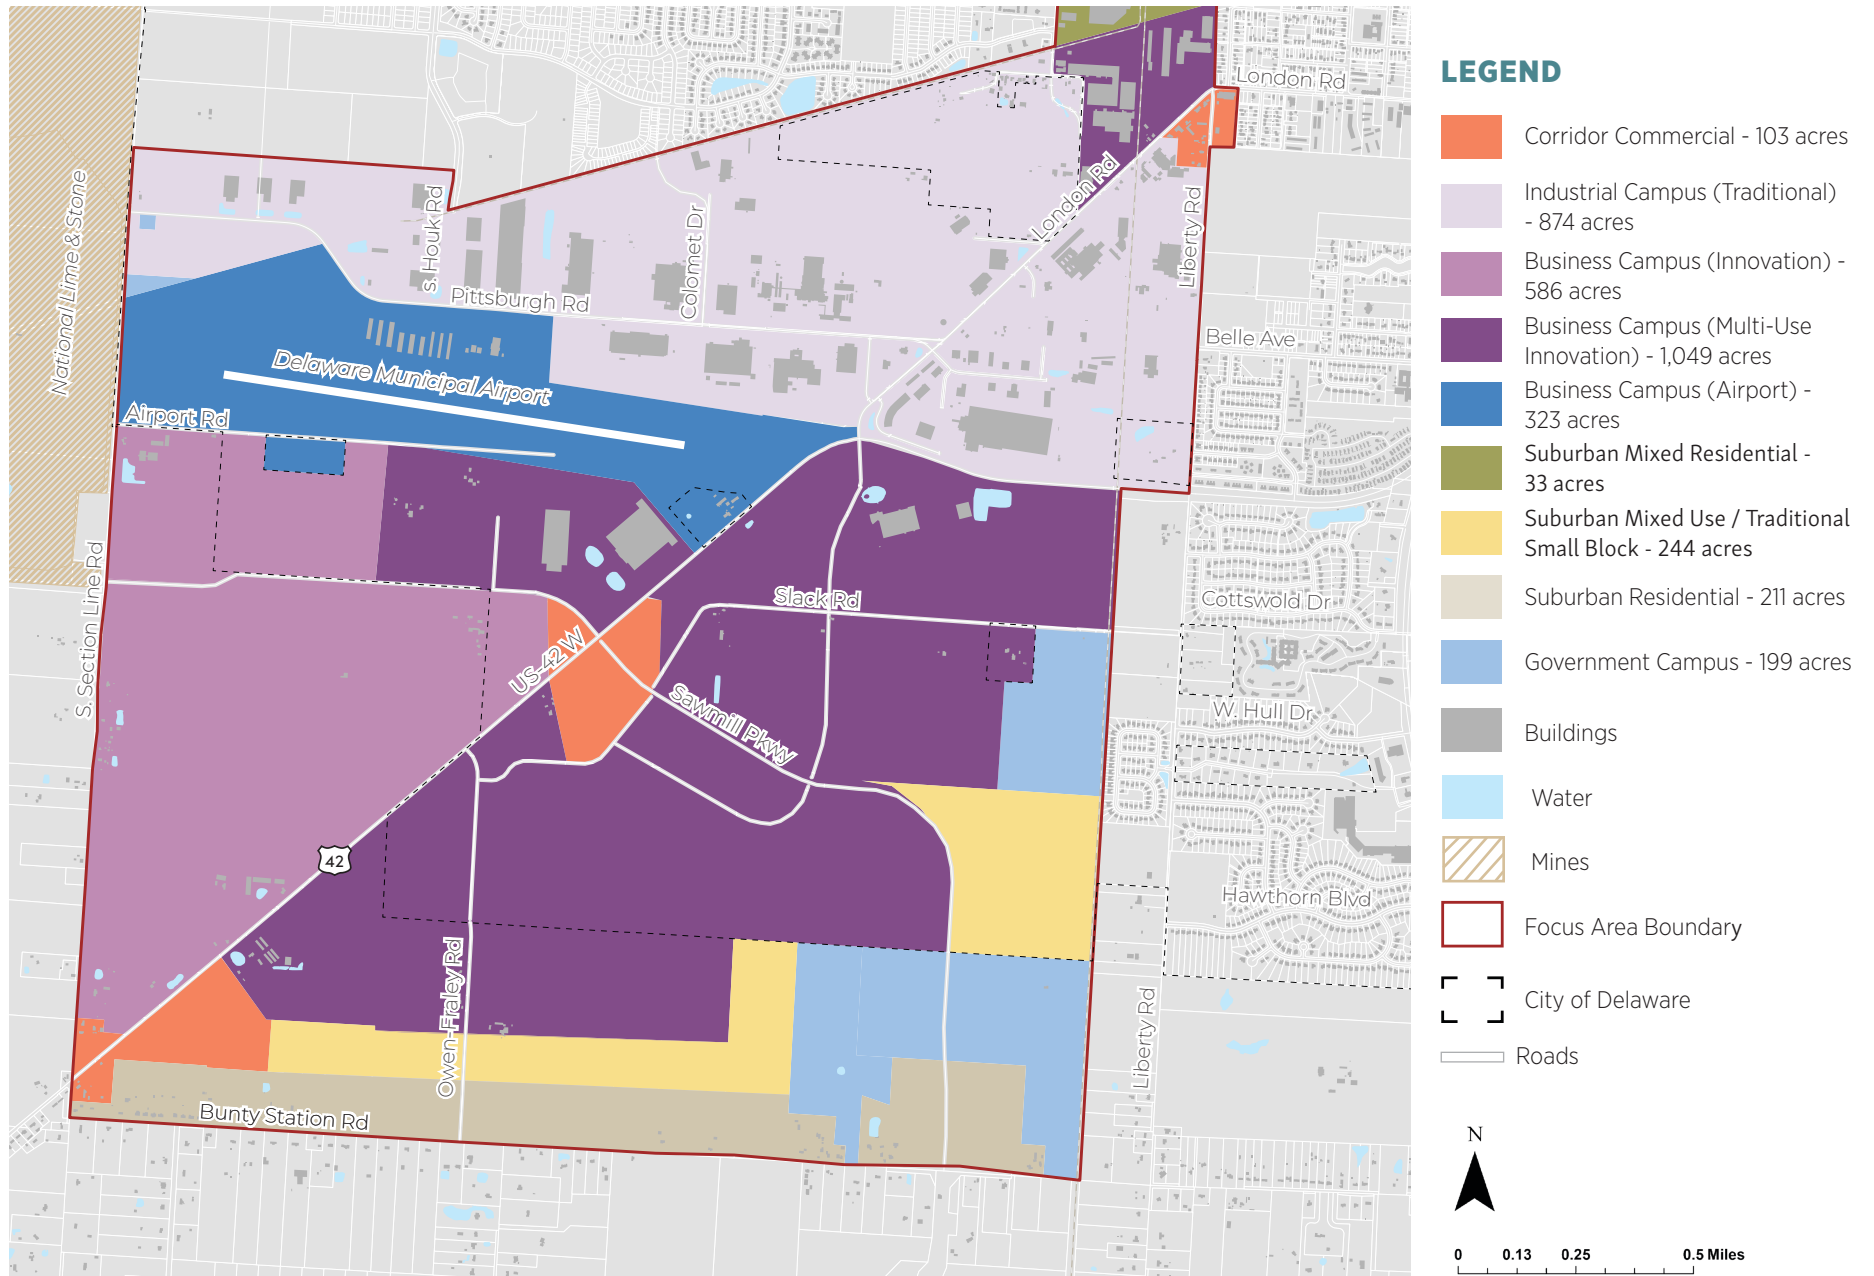 London Rd
National Lime & Stone
s. Houk Rd
Colomet Dr
London Rd
Liberty Rd
Pittsburgh Rd
Belle Ave
Delaware Municipal Airport
Airport Rd
S. Section Line Rd
Slack Rd
Cottswold Dr
US-42 W
Sawmill Pkwy
W. Hull Dr
42
Hawthorn Blvd
Owen-Fraley Rd
Liberty Rd
Bunty Station Rd
LEGEND
Corridor Commercial - 103 acres
Industrial Campus (Traditional)
- 874 acres
Business Campus (Innovation) -
586 acres
Business Campus (Multi-Use
Innovation) - 1,049 acres
Business Campus (Airport) -
323 acres
Suburban Mixed Residential -
33 acres
Suburban Mixed Use / Traditional
Small Block - 244 acres
Suburban Residential - 211 acres
Government Campus - 199 acres
Buildings
Water
Mines
Focus Area Boundary
City of Delaware
Roads
N
0 0.13 0.25 0.5 Miles